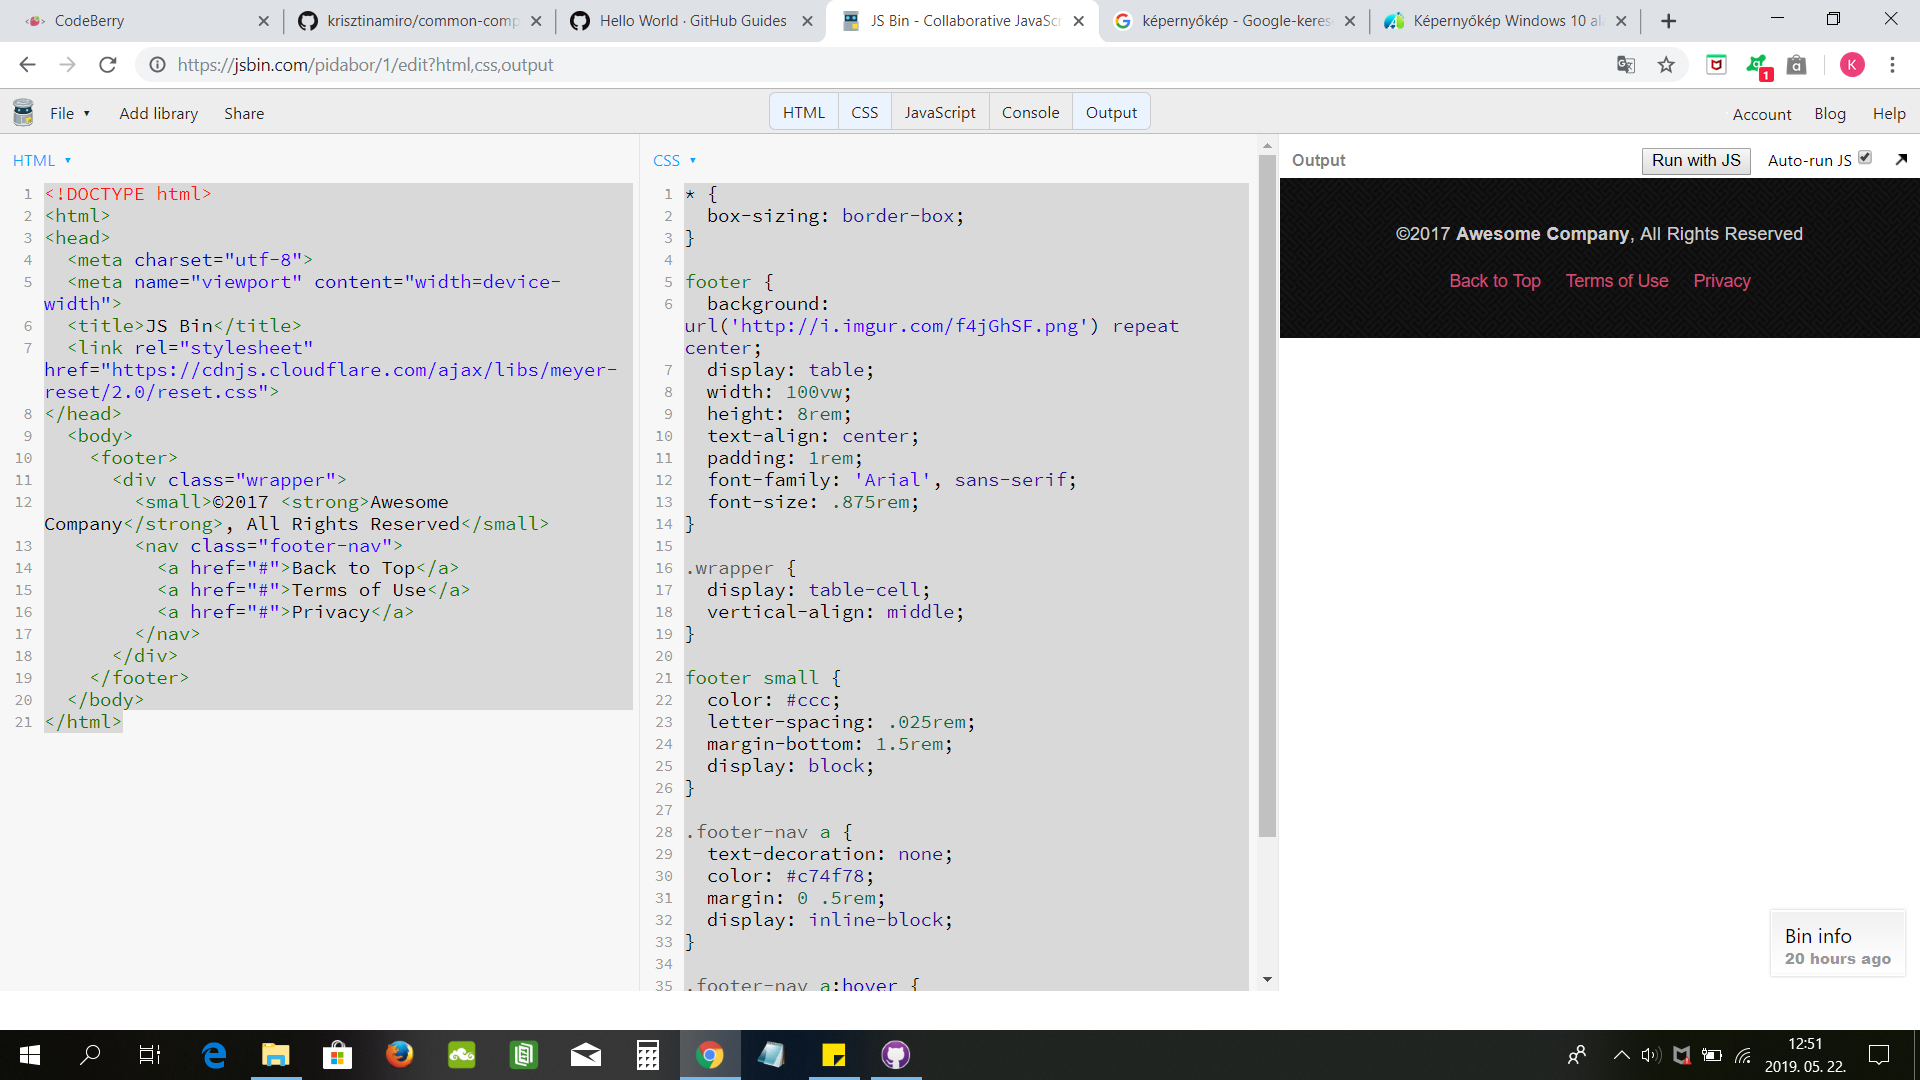 CodeBerry
krisztinamiro/common-comp
Hello World · GitHub Guides
JS Bin - Collaborative JavaScr
képernyőkép - Google-keres
Képernyőkép Windows 10 al
https://jsbin.com/pidabor/1/edit?html,css,output
1
K
File
Add library
Share
HTML
CSS
JavaScript
Console
Output
Account
Blog
Help
HTML
1 <!DOCTYPE html>
2 <html>
3 <head>
4 <meta charset="utf-8">
5 <meta name="viewport" content="width=device-
width">
6 <title>JS Bin</title>
7 <link rel="stylesheet"
href="https://cdnjs.cloudflare.com/ajax/libs/meyer-
reset/2.0/reset.css">
8 </head>
9 <body>
10 <footer>
11 <div class="wrapper">
12 <small>©2017 <strong>Awesome
Company</strong>, All Rights Reserved</small>
13 <nav class="footer-nav">
14 <a href="#">Back to Top</a>
15 <a href="#">Terms of Use</a>
16 <a href="#">Privacy</a>
17 </nav>
18 </div>
19 </footer>
20 </body>
21 </html>
CSS
1 * {
2 box-sizing: border-box;
3 }
4
5 footer {
6 background:
url('http://i.imgur.com/f4jGhSF.png') repeat
center;
7 display: table;
8 width: 100vw;
9 height: 8rem;
10 text-align: center;
11 padding: 1rem;
12 font-family: 'Arial', sans-serif;
13 font-size: .875rem;
14 }
15
16 .wrapper {
17 display: table-cell;
18 vertical-align: middle;
19 }
20
21 footer small {
22 color: #ccc;
23 letter-spacing: .025rem;
24 margin-bottom: 1.5rem;
25 display: block;
26 }
27
28 .footer-nav a {
29 text-decoration: none;
30 color: #c74f78;
31 margin: 0 .5rem;
32 display: inline-block;
33 }
34
35 .footer-nav a:hover {
Output
Run with JS
Auto-run JS
©2017 Awesome Company, All Rights Reserved
Back to Top Terms of Use Privacy
Bin info
20 hours ago
12:51
2019. 05. 22.